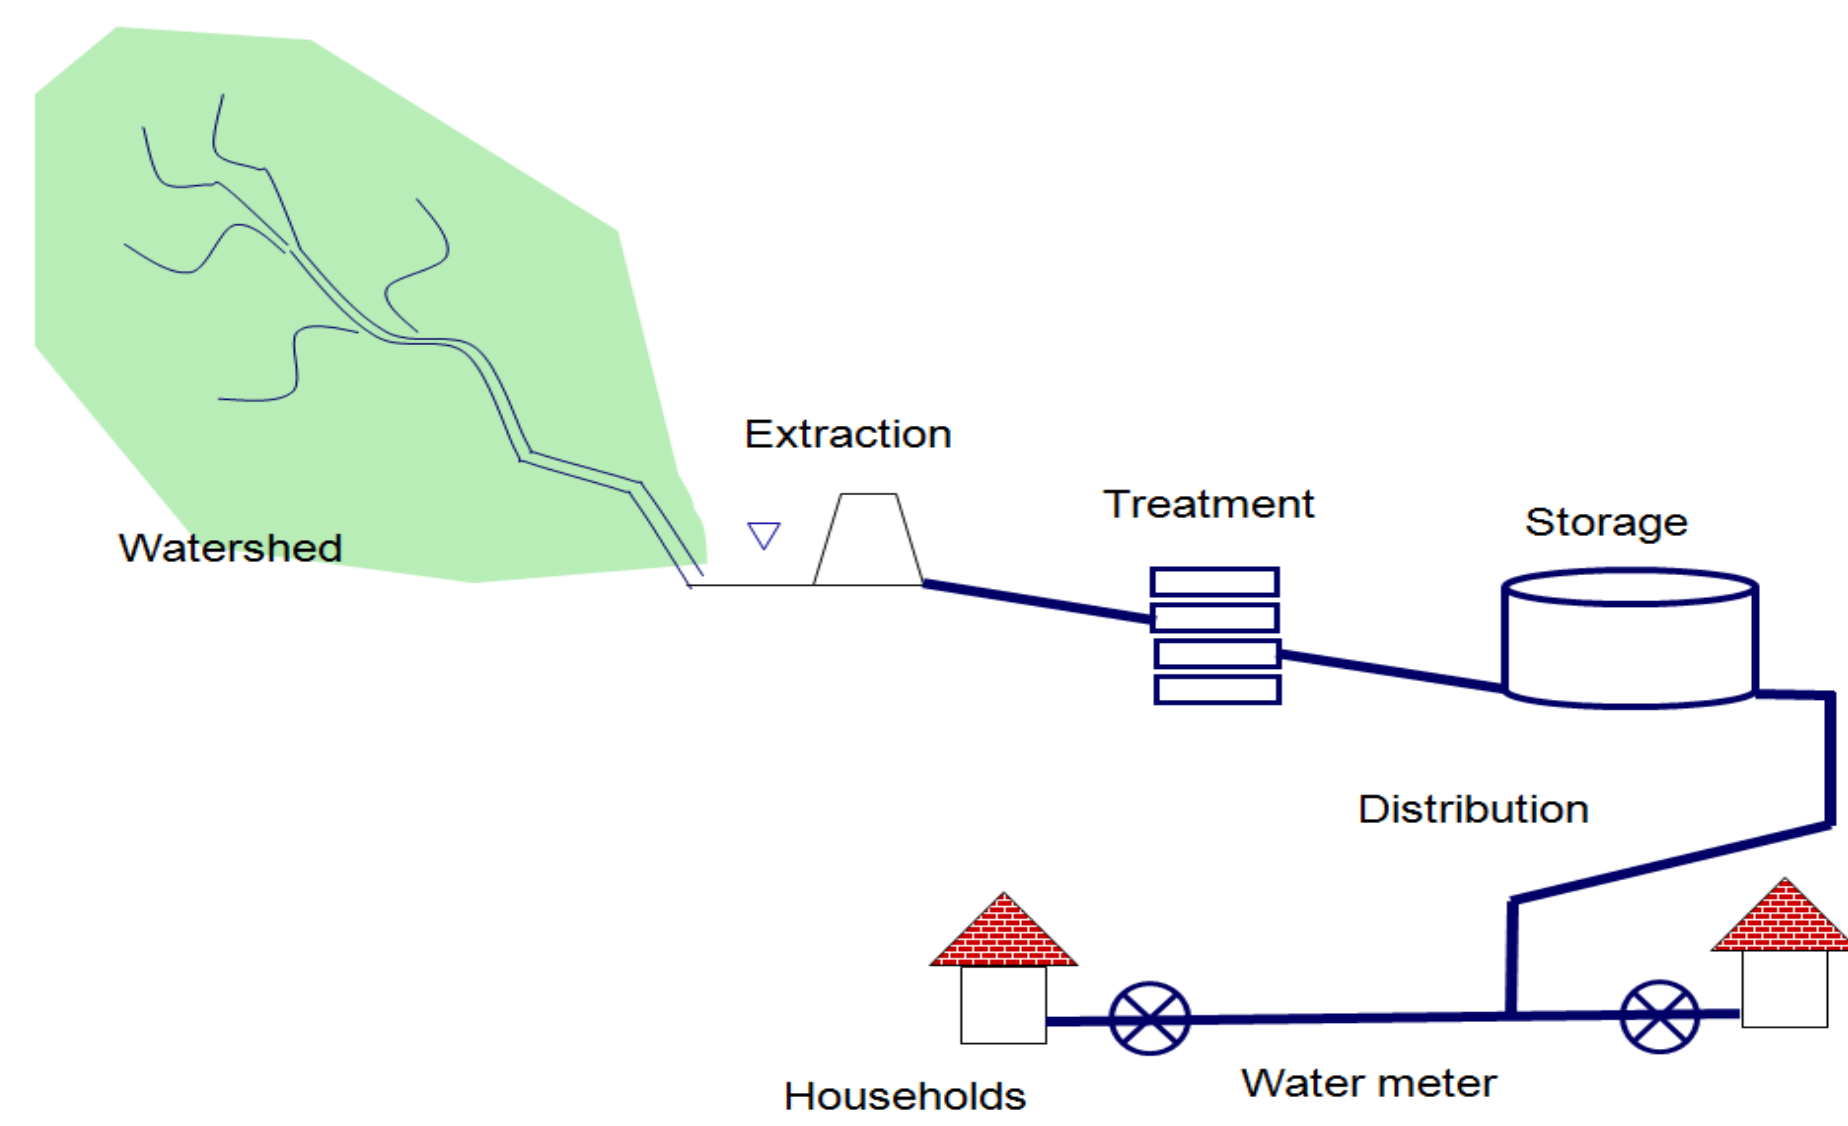 Extraction
Treatment
Storage
Watershed
Distribution
Water meter
Households